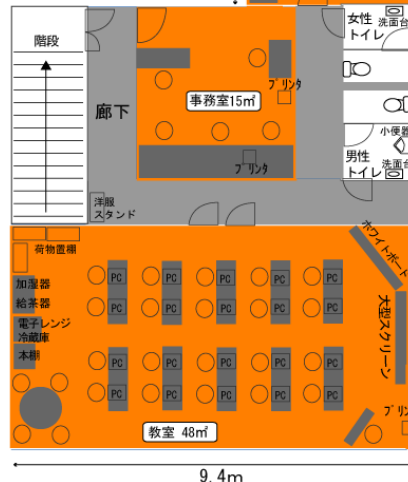 女性
トイレ
洗面台
階段
プリンタ
事務室15㎡
廊下
小便器
プリンタ
男性
トイレ
洗面台
洋服
スタンド
ホワイトボード
荷物置棚
加湿器
給茶器
電子レンジ
冷蔵庫
本棚
大型スクリーン
PC PC PC PC PC
PC PC PC PC PC
PC PC PC PC PC
PC PC PC PC PC
プリン
教室 48㎡
9.4m